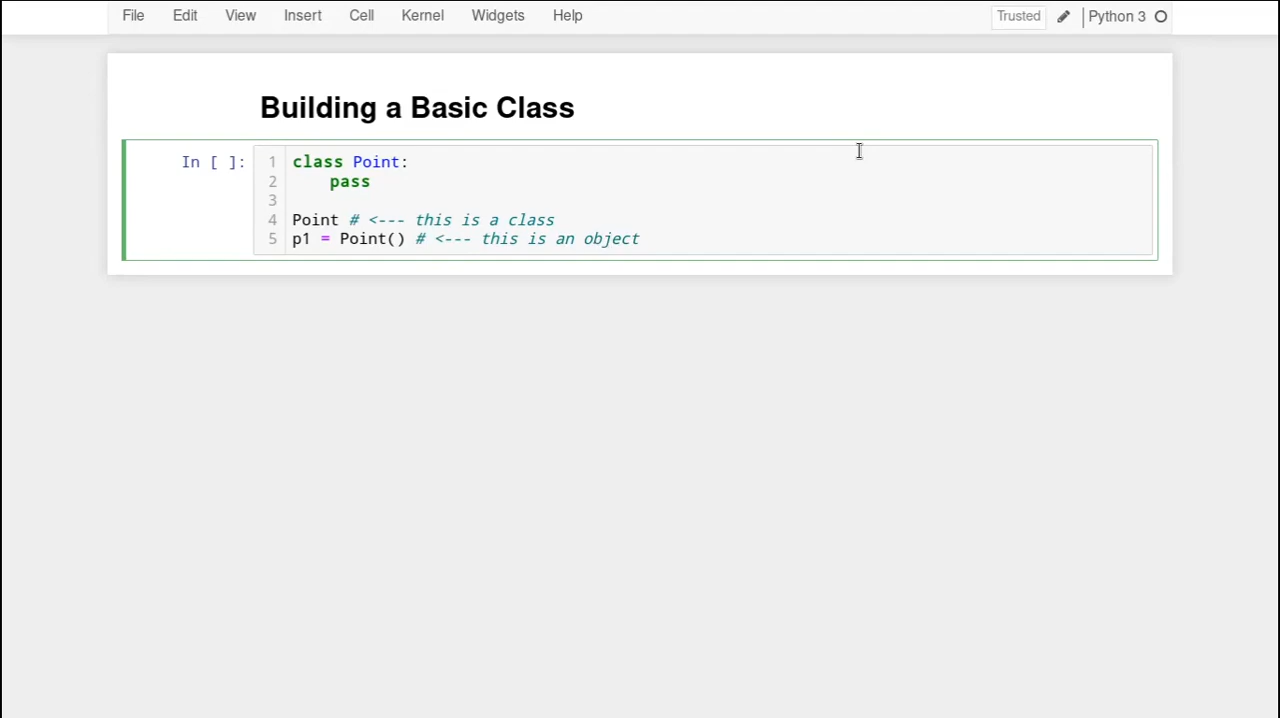 File Edit View Insert Cell Kernel Widgets Help Trusted Python 3
Building a Basic Class
In [ ]:
1 class Point:
2     pass
3
4 Point # <--- this is a class
5 p1 = Point() # <--- this is an object